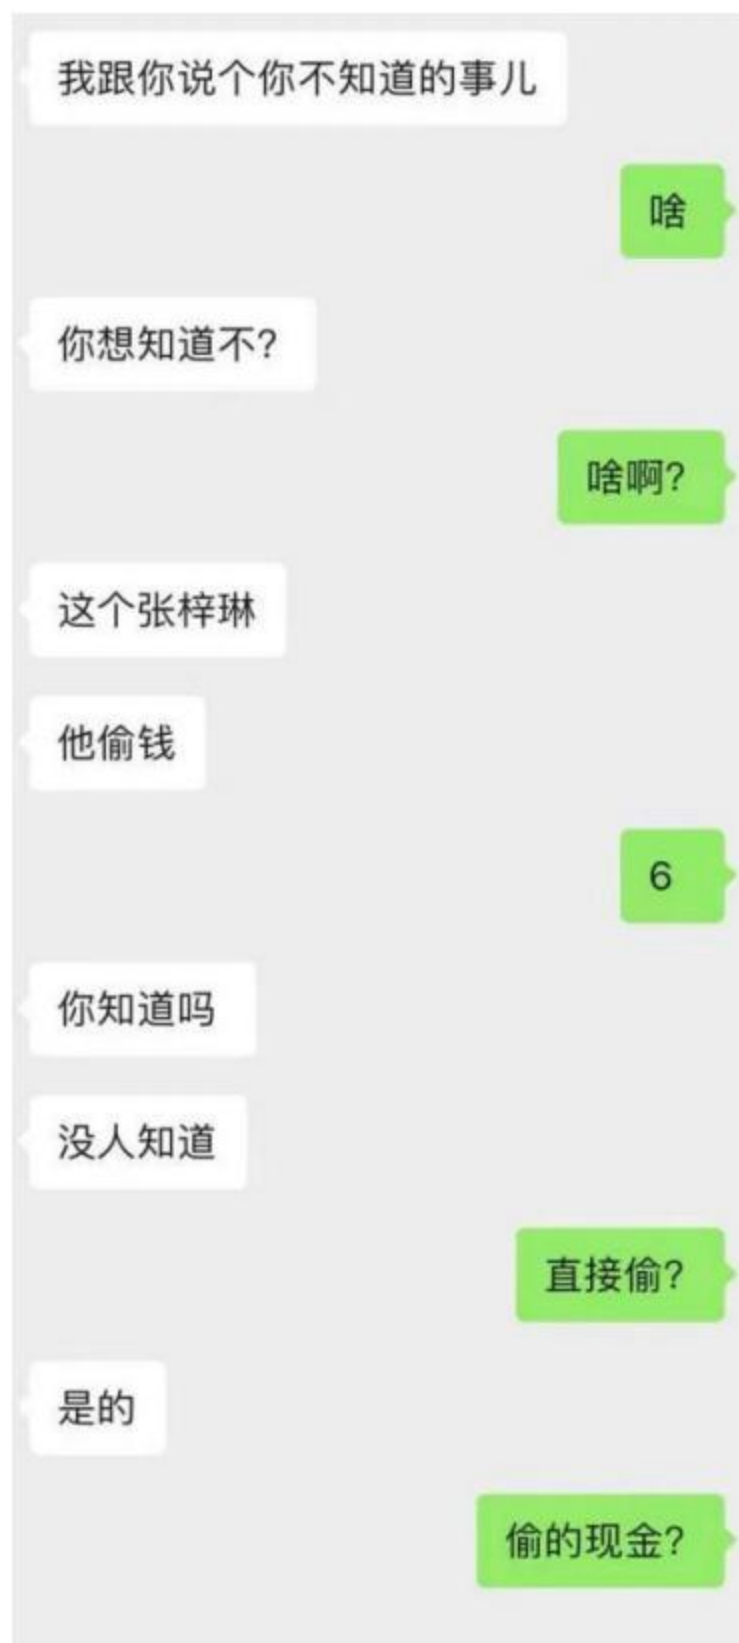 我跟你说个你不知道的事儿
啥
你想知道不?
啥啊?
这个张梓琳
他偷钱
6
你知道吗
没人知道
直接偷?
是的
偷的现金?